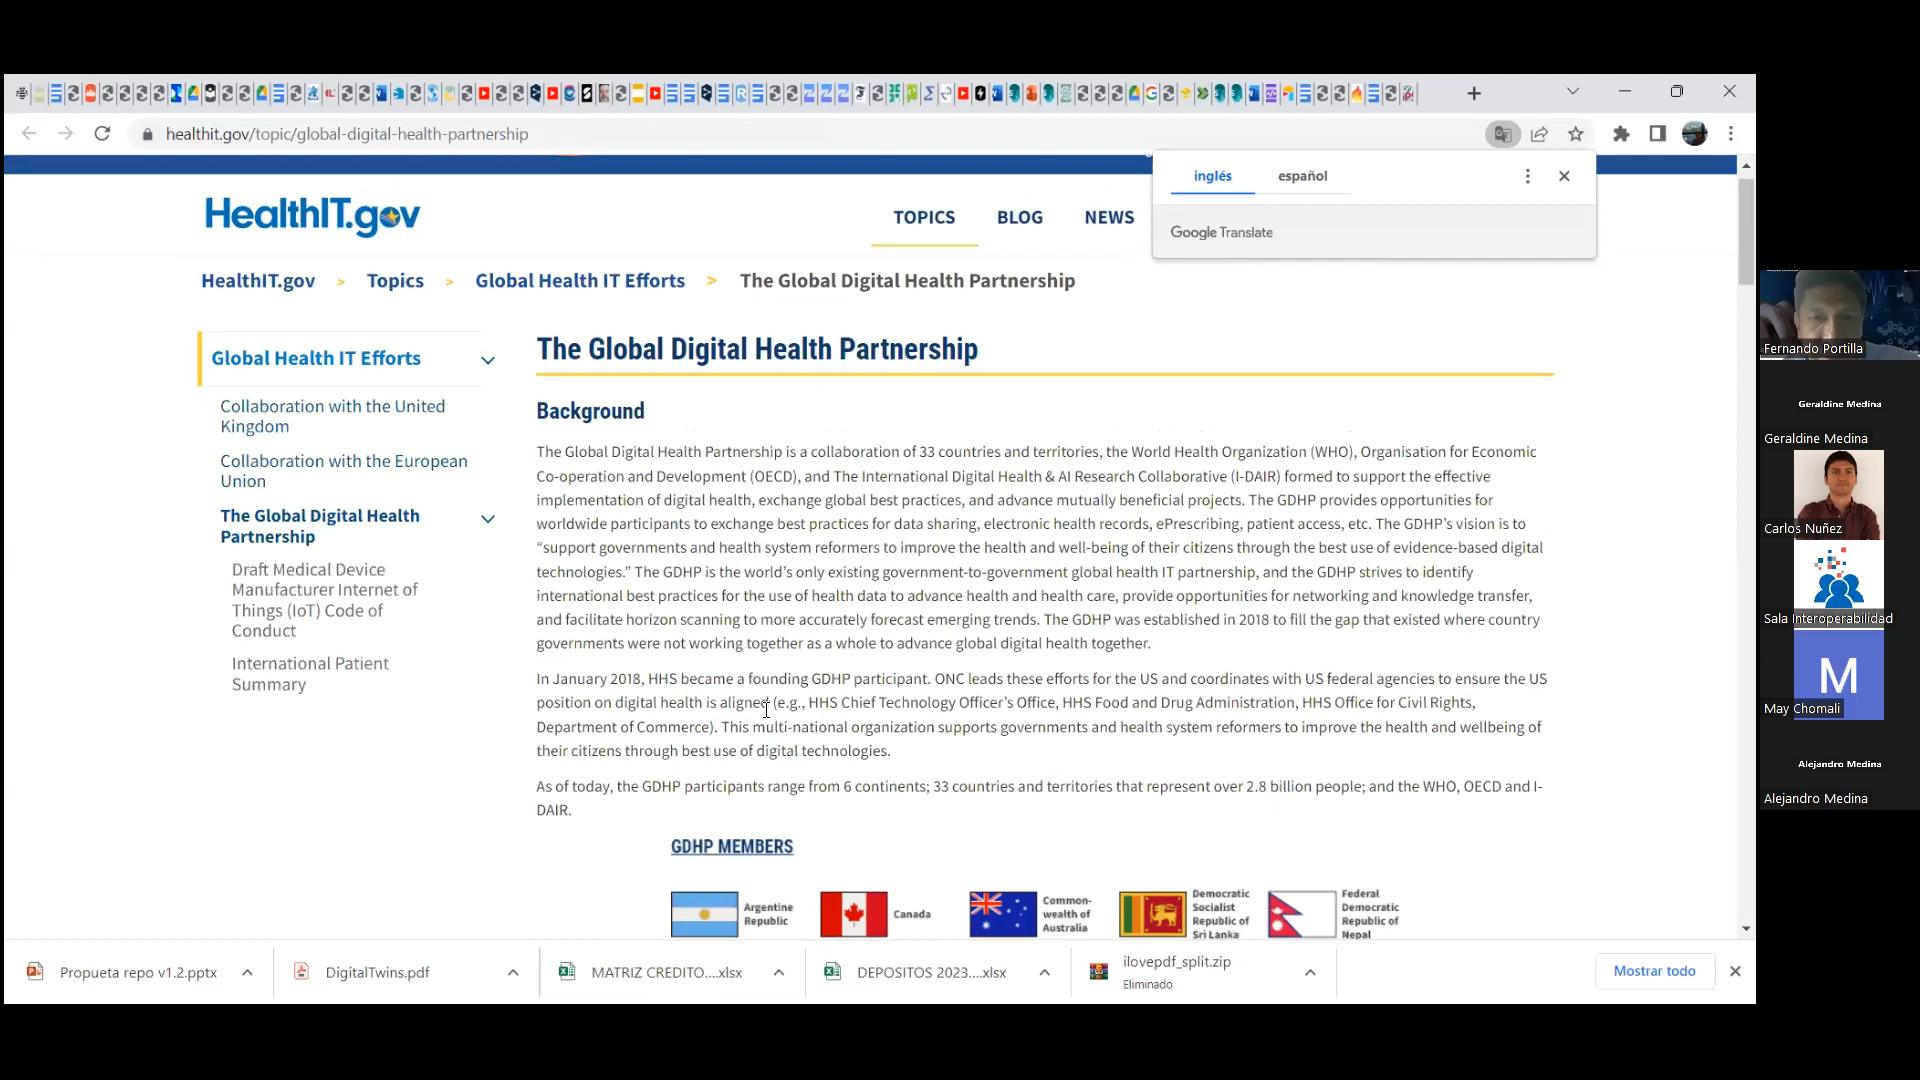 healthit.gov/topic/global-digital-health-partnership
inglés
español
Google Translate
HealthIT.gov
TOPICS
BLOG
NEWS
HealthIT.gov > Topics > Global Health IT Efforts > The Global Digital Health Partnership
Global Health IT Efforts
Collaboration with the United
Kingdom
Collaboration with the European
Union
The Global Digital Health
Partnership
Draft Medical Device
Manufacturer Internet of
Things (IoT) Code of
Conduct
International Patient
Summary
The Global Digital Health Partnership
Background
The Global Digital Health Partnership is a collaboration of 33 countries and territories, the World Health Organization (WHO), Organisation for Economic
Co-operation and Development (OECD), and The International Digital Health & AI Research Collaborative (I-DAIR) formed to support the effective
implementation of digital health, exchange global best practices, and advance mutually beneficial projects. The GDHP provides opportunities for
worldwide participants to exchange best practices for data sharing, electronic health records, ePrescribing, patient access, etc. The GDHP’s vision is to
“support governments and health system reformers to improve the health and well-being of their citizens through the best use of evidence-based digital
technologies.” The GDHP is the world’s only existing government-to-government global health IT partnership, and the GDHP strives to identify
international best practices for the use of health data to advance health and health care, provide opportunities for networking and knowledge transfer,
and facilitate horizon scanning to more accurately forecast emerging trends. The GDHP was established in 2018 to fill the gap that existed where country
governments were not working together as a whole to advance global digital health together.
In January 2018, HHS became a founding GDHP participant. ONC leads these efforts for the US and coordinates with US federal agencies to ensure the US
position on digital health is aligned (e.g., HHS Chief Technology Officer’s Office, HHS Food and Drug Administration, HHS Office for Civil Rights,
Department of Commerce). This multi-national organization supports governments and health system reformers to improve the health and wellbeing of
their citizens through best use of digital technologies.
As of today, the GDHP participants range from 6 continents; 33 countries and territories that represent over 2.8 billion people; and the WHO, OECD and I-
DAIR.
GDHP MEMBERS
Argentine
Republic
Canada
Common-
wealth of
Australia
Democratic
Socialist
Republic of
Sri Lanka
Federal
Democratic
Republic of
Nepal
Propueta repo v1.2.pptx
DigitalTwins.pdf
MATRIZ CREDITO....xlsx
DEPOSITOS 2023....xlsx
ilovepdf_split.zip
Eliminado
Mostrar todo
Fernando Portilla
Geraldine Medina
Geraldine Medina
Carlos Nuñez
Sala Interoperabilidad
M
May Chomali
Alejandro Medina
Alejandro Medina